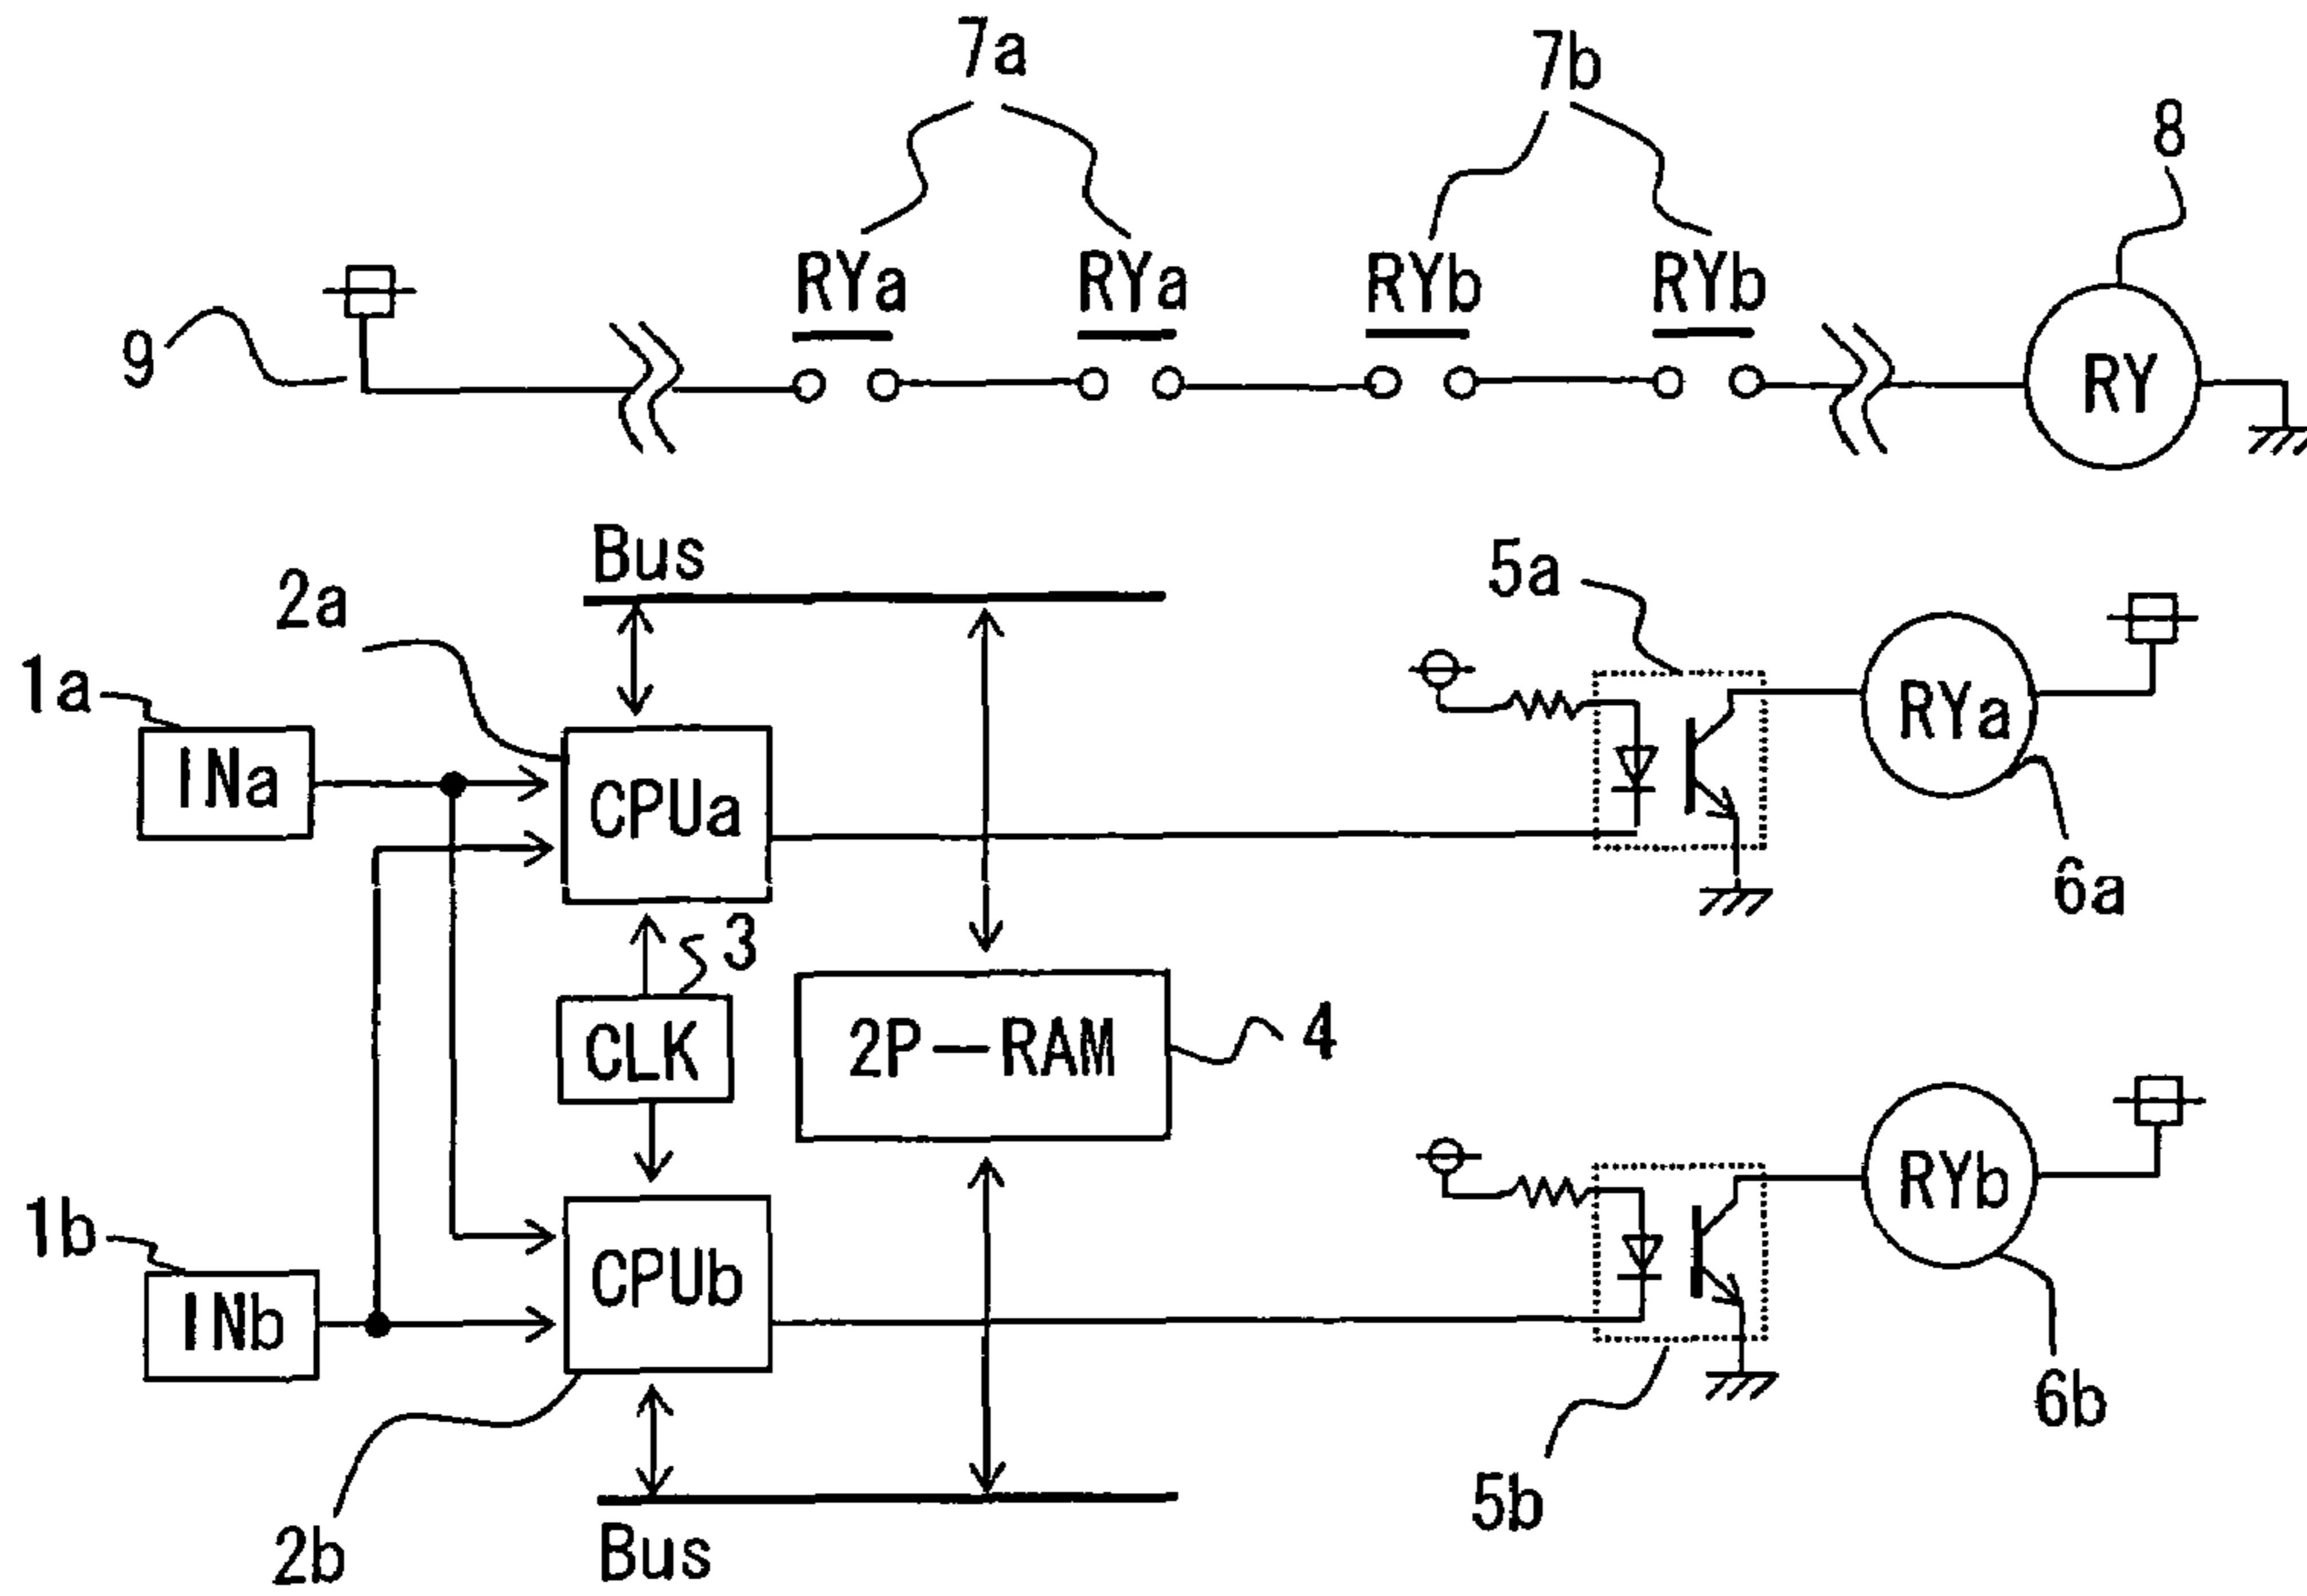 7a
7b
8
RYa
RYa
RYb
RYb
9
RY
Bus
2a
5a
1a
INa
CPUa
RYa
6a
3
CLK
2P-RAM
4
1b
INb
CPUb
RYb
6b
5b
2b
Bus